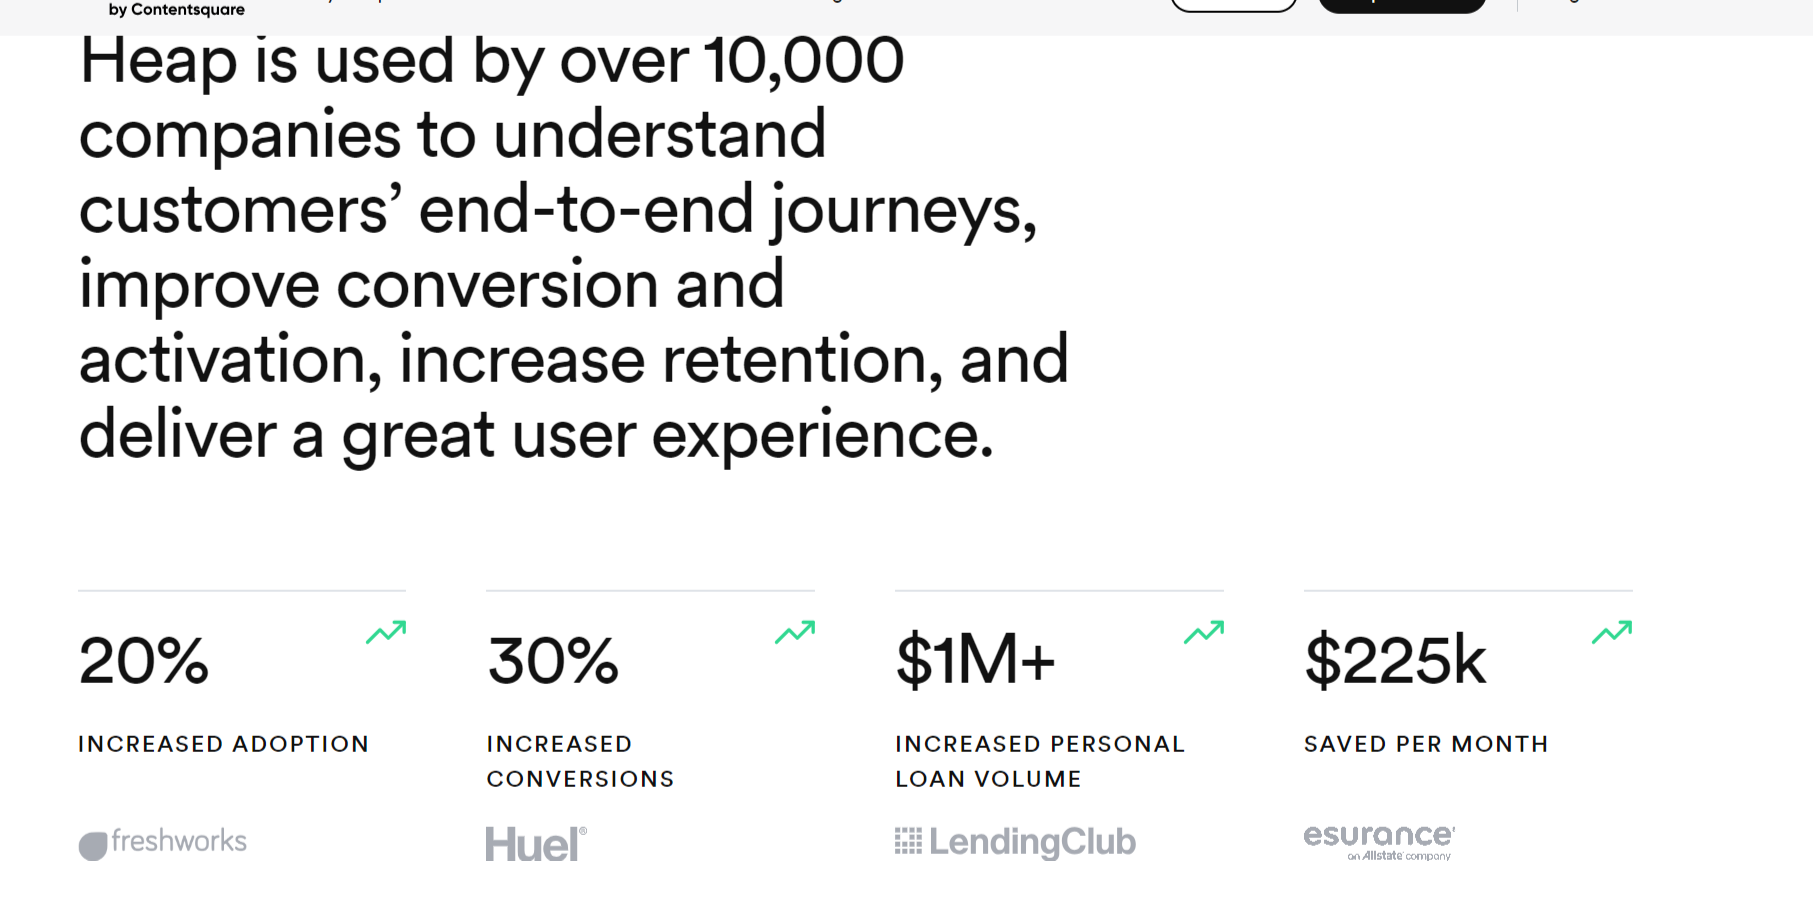 by Contentsquare
Heap is used by over 10,000
companies to understand
customers’ end-to-end journeys,
improve conversion and
activation, increase retention, and
deliver a great user experience.
20%
INCREASED ADOPTION
freshworks
30%
INCREASED
CONVERSIONS
Huel®
$1M+
INCREASED PERSONAL
LOAN VOLUME
LendingClub
$225k
SAVED PER MONTH
esurance
an Allstate company